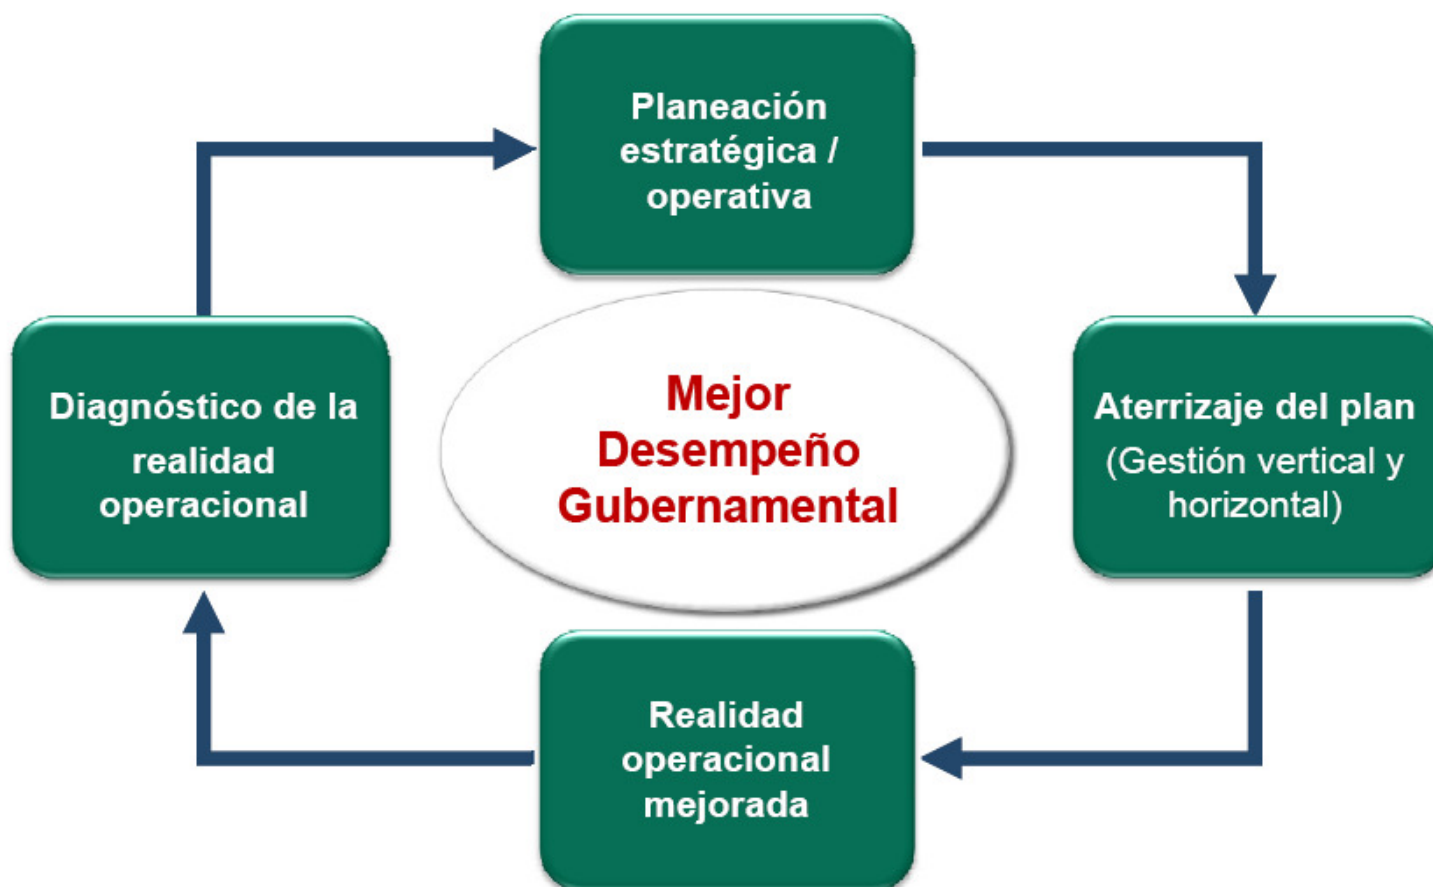 Planeación
estratégica /
operativa
Diagnóstico de la
realidad
operacional
Mejor
Desempeño
Gubernamental
Aterrizaje del plan
(Gestión vertical y
horizontal)
Realidad
operacional
mejorada